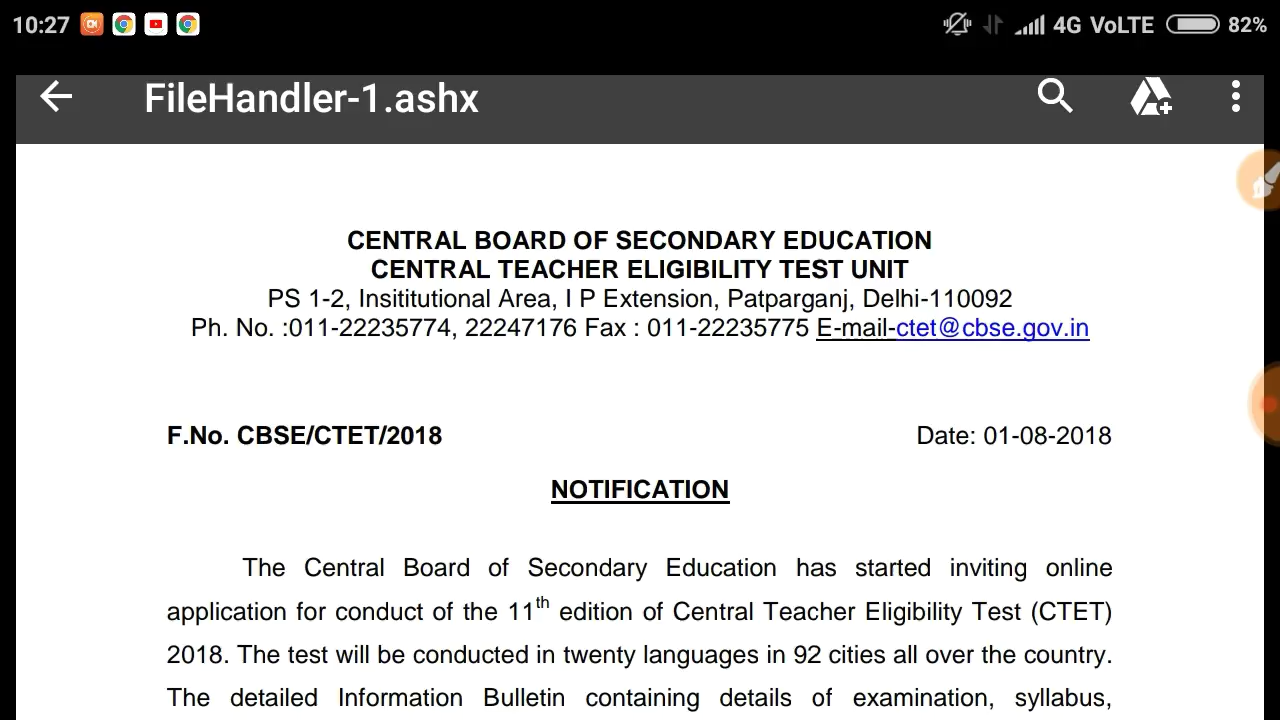 10:27 4G VoLTE 82%
FileHandler-1.ashx
CENTRAL BOARD OF SECONDARY EDUCATION
CENTRAL TEACHER ELIGIBILITY TEST UNIT
PS 1-2, Insititutional Area, I P Extension, Patparganj, Delhi-110092
Ph. No. :011-22235774, 22247176 Fax : 011-22235775 E-mail-ctet@cbse.gov.in
F.No. CBSE/CTET/2018 Date: 01-08-2018
NOTIFICATION
The Central Board of Secondary Education has started inviting online
application for conduct of the 11th edition of Central Teacher Eligibility Test (CTET)
2018. The test will be conducted in twenty languages in 92 cities all over the country.
The detailed Information Bulletin containing details of examination, syllabus,